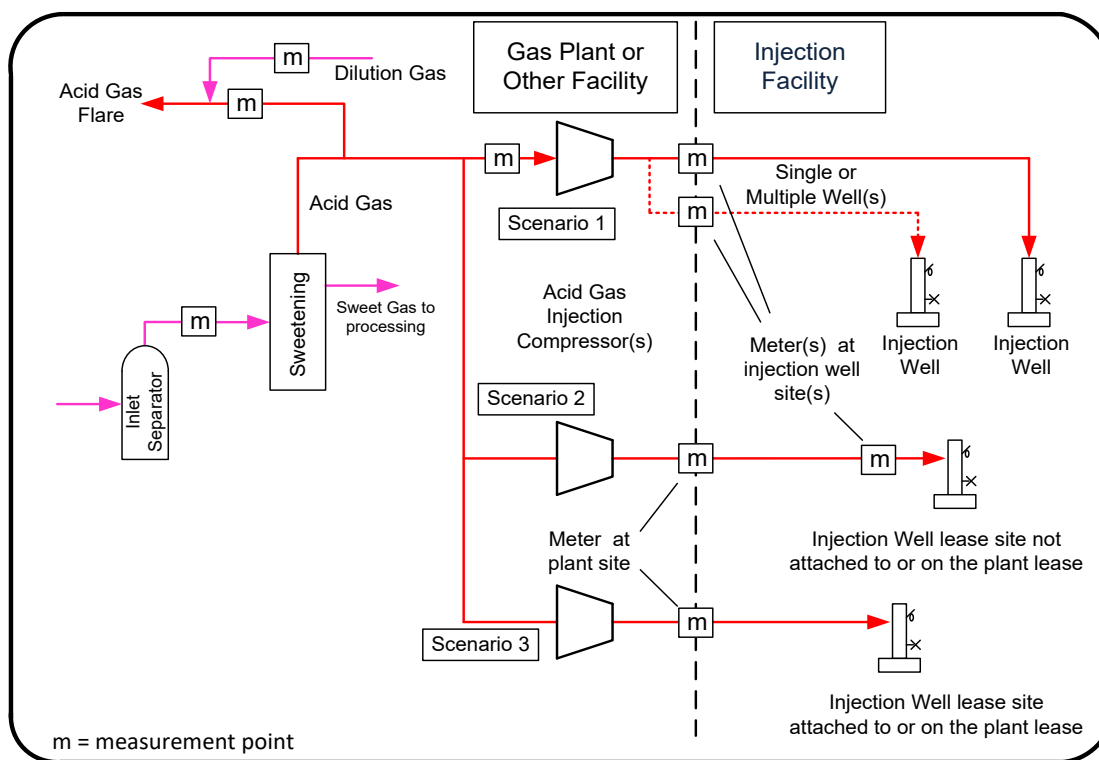 Gas Plant or
Other Facility
Injection
Facility
m
Dilution Gas
Acid Gas
Flare
m
m
m
Single or
Multiple Well(s)
Acid Gas
Scenario 1
m
Sweetening
Sweet Gas to
processing
m
Inlet
Separator
Acid Gas
Injection
Compressor(s)
Injection
Well
Injection
Well
Meter(s) at
injection well
site(s)
Scenario 2
m
m
Meter at
plant site
Injection Well lease site not
attached to or on the plant lease
Scenario 3
m
Injection Well lease site
attached to or on the plant lease
m = measurement point